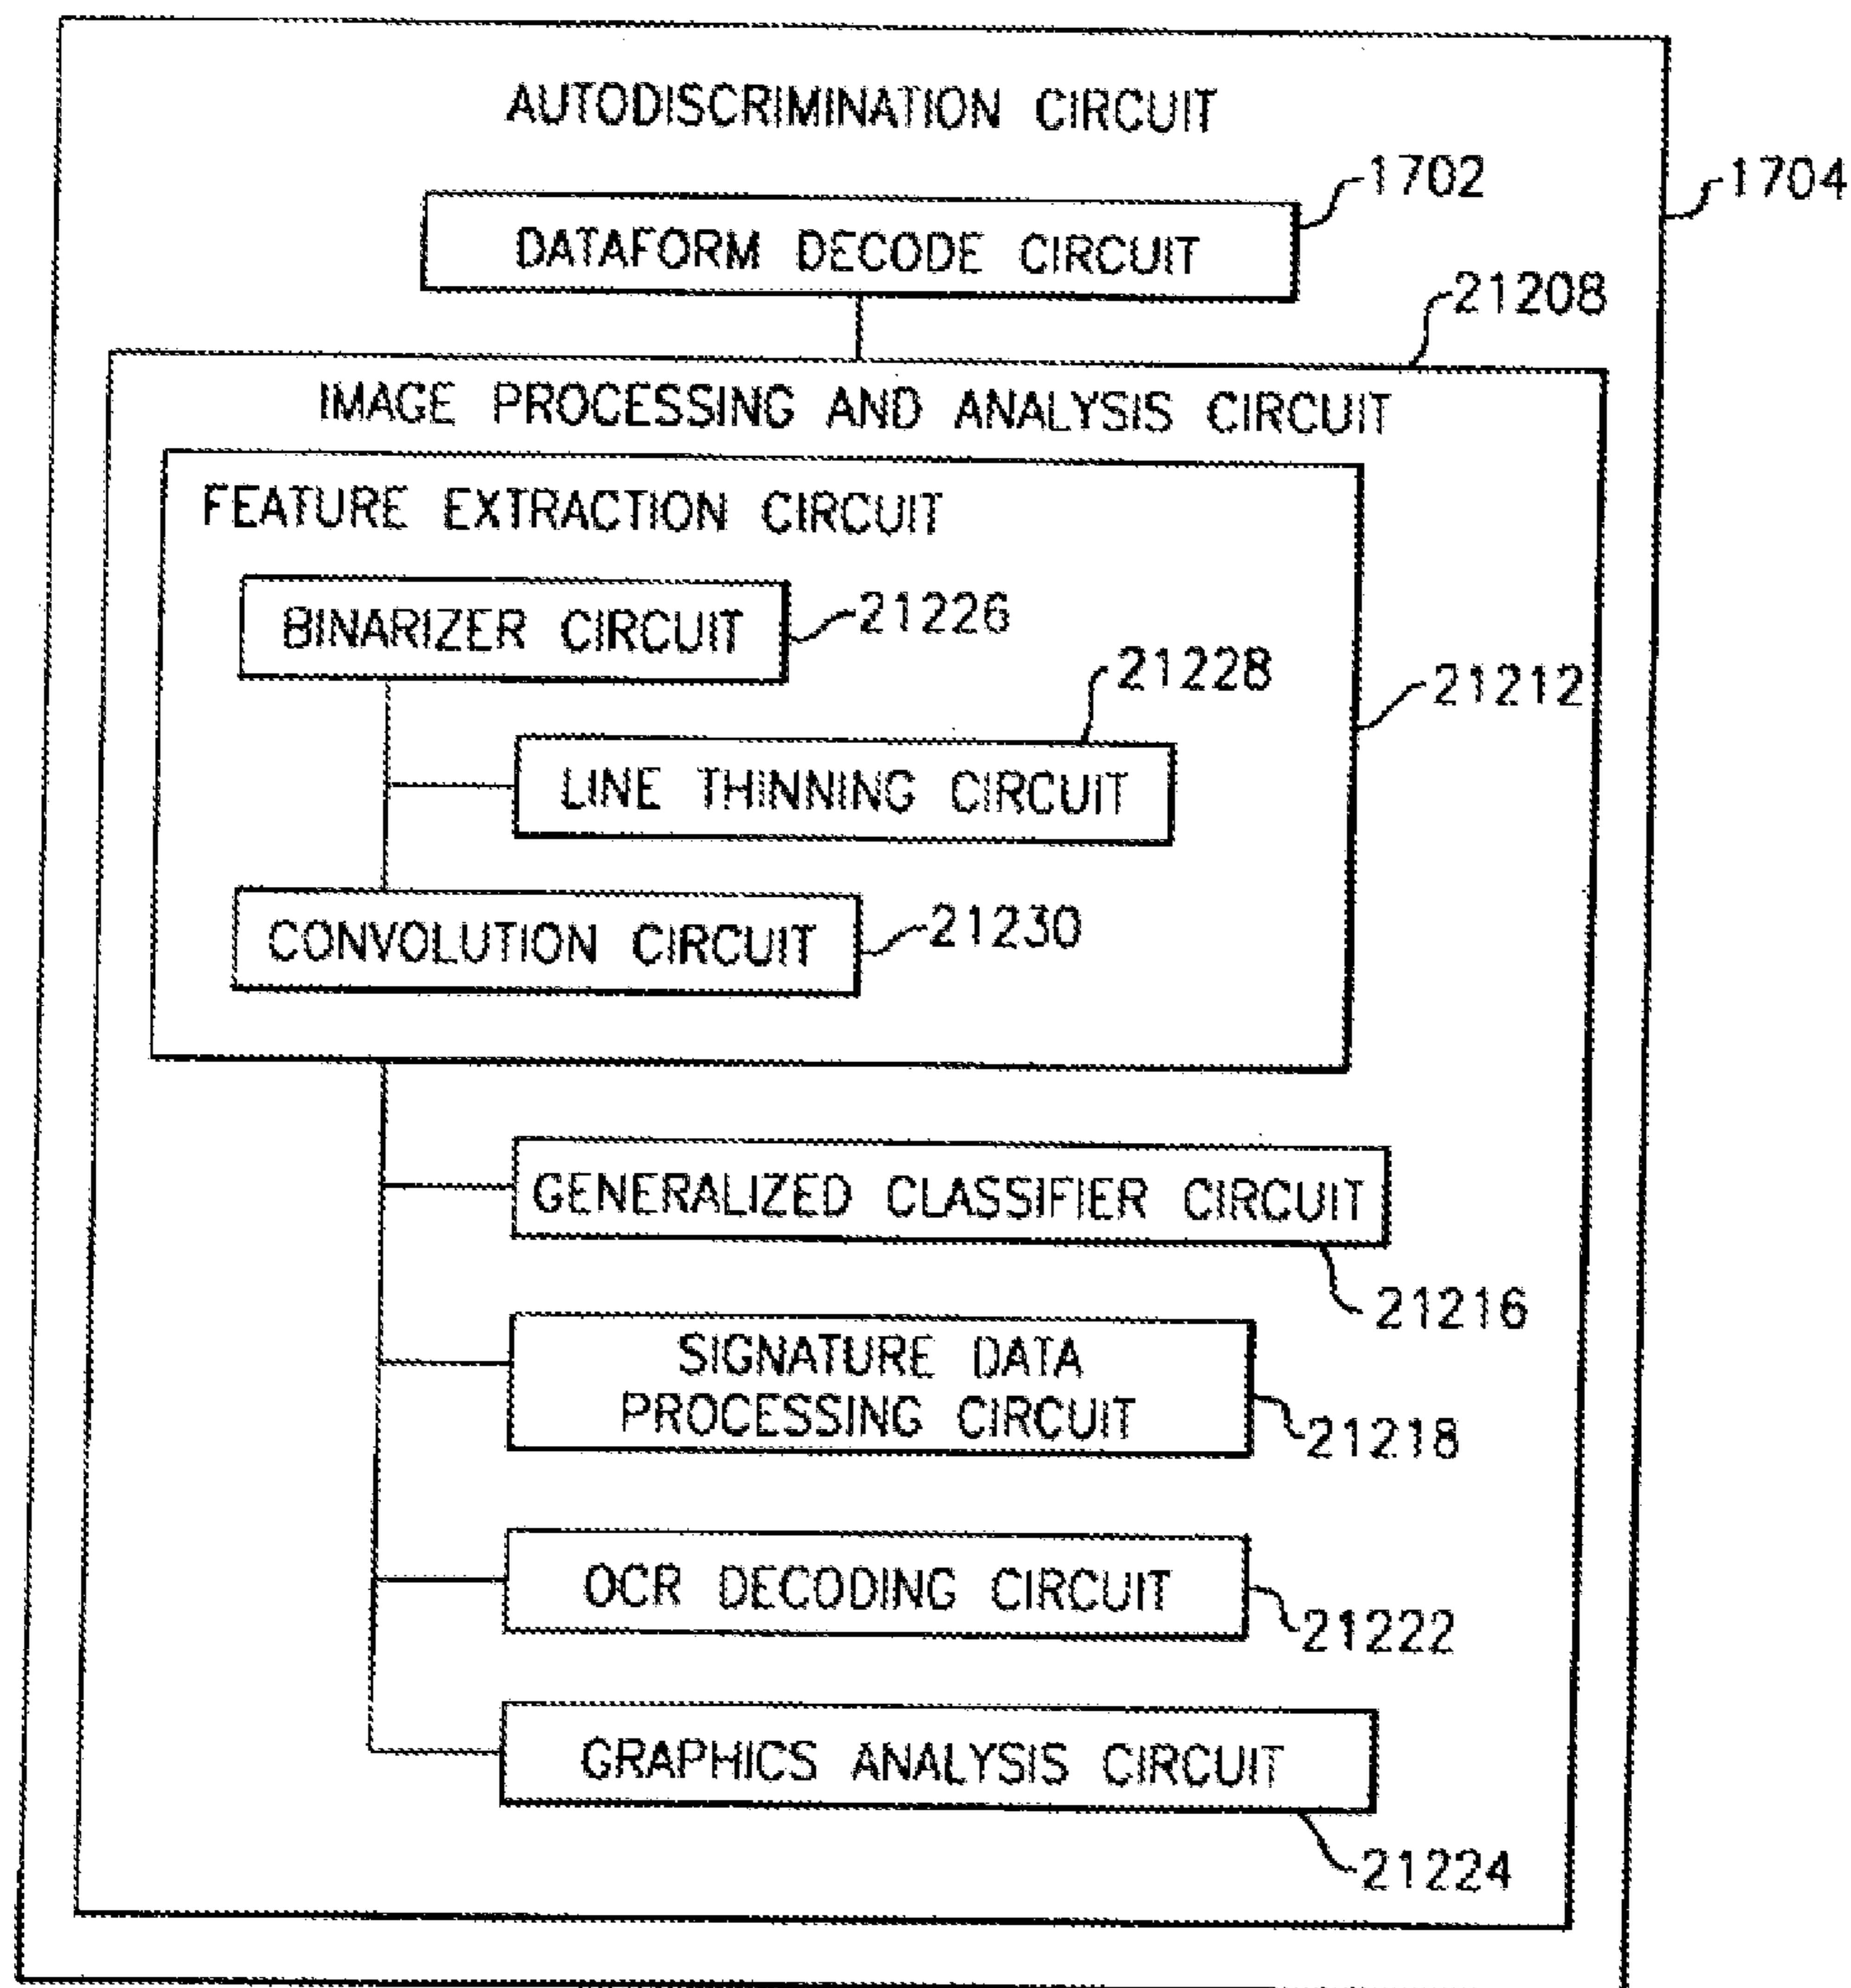 AUTODISCRIMINATION CIRCUIT
1702
1704
DATAFORM DECODE CIRCUIT
21208
IMAGE PROCESSING AND ANALYSIS CIRCUIT
FEATURE EXTRACTION CIRCUIT
BINARIZER CIRCUIT
21226
21228
21212
LINE THINNING CIRCUIT
CONVOLUTION CIRCUIT
21230
GENERALIZED CLASSIFIER CIRCUIT
21216
SIGNATURE DATA
PROCESSING CIRCUIT
21218
OCR DECODING CIRCUIT
21222
GRAPHICS ANALYSIS CIRCUIT
21224